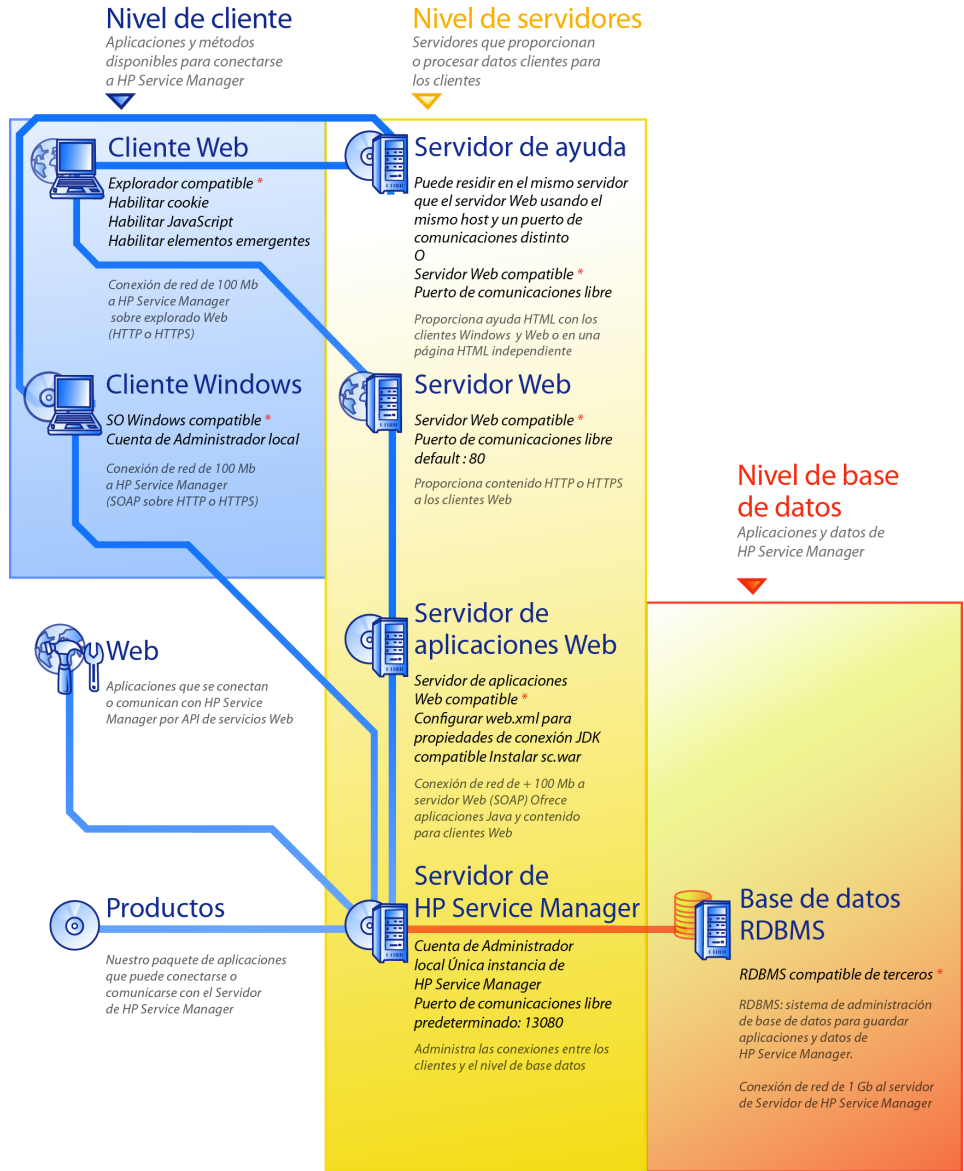 Nivel de cliente
Aplicaciones y métodos
disponibles para conectarse
a HP Service Manager
Nivel de servidores
Servidores que proporcionan
o procesar datos clientes para
los clientes
Cliente Web
Explorador compatible *
Habilitar cookie
Habilitar JavaScript
Habilitar elementos emergentes
Conexión de red de 100 Mb
a HP Service Manager
sobre explorado Web
(HTTP o HTTPS)
Servidor de ayuda
Puede residir en el mismo servidor
que el servidor Web usando el
mismo host y un puerto de
comunicaciones distinto
O
Servidor Web compatible *
Puerto de comunicaciones libre
Proporciona ayuda HTML con los
clientes Windows y Web o en una
página HTML independiente
Cliente Windows
SO Windows compatible *
Cuenta de Administrador local
Conexión de red de 100 Mb
a HP Service Manager
(SOAP sobre HTTP o HTTPS)
Servidor Web
Servidor Web compatible *
Puerto de comunicaciones libre
default : 80
Proporciona contenido HTTP o HTTPS
a los clientes Web
Nivel de base
de datos
Aplicaciones y datos de
HP Service Manager
Web
Aplicaciones que se conectan
o comunican con HP Service
Manager por API de servicios Web
Servidor de
aplicaciones Web
Servidor de aplicaciones
Web compatible *
Configurar web.xml para
propiedades de conexión JDK
compatible Instalar sc.war
Conexión de red de + 100 Mb a
servidor Web (SOAP) Ofrece
aplicaciones Java y contenido
para clientes Web
Productos
Nuestro paquete de aplicaciones
que puede conectarse o
comunicarse con el Servidor
de HP Service Manager
Servidor de
HP Service Manager
Cuenta de Administrador
local Única instancia de
HP Service Manager
Puerto de comunicaciones libre
predeterminado: 13080
Administra las conexiones entre los
clientes y el nivel de base datos
Base de datos
RDBMS
RDBMS compatible de terceros *
RDBMS: sistema de administración
de base de datos para guardar
aplicaciones y datos de
HP Service Manager.
Conexión de red de 1 Gb al servidor
de Servidor de HP Service Manager